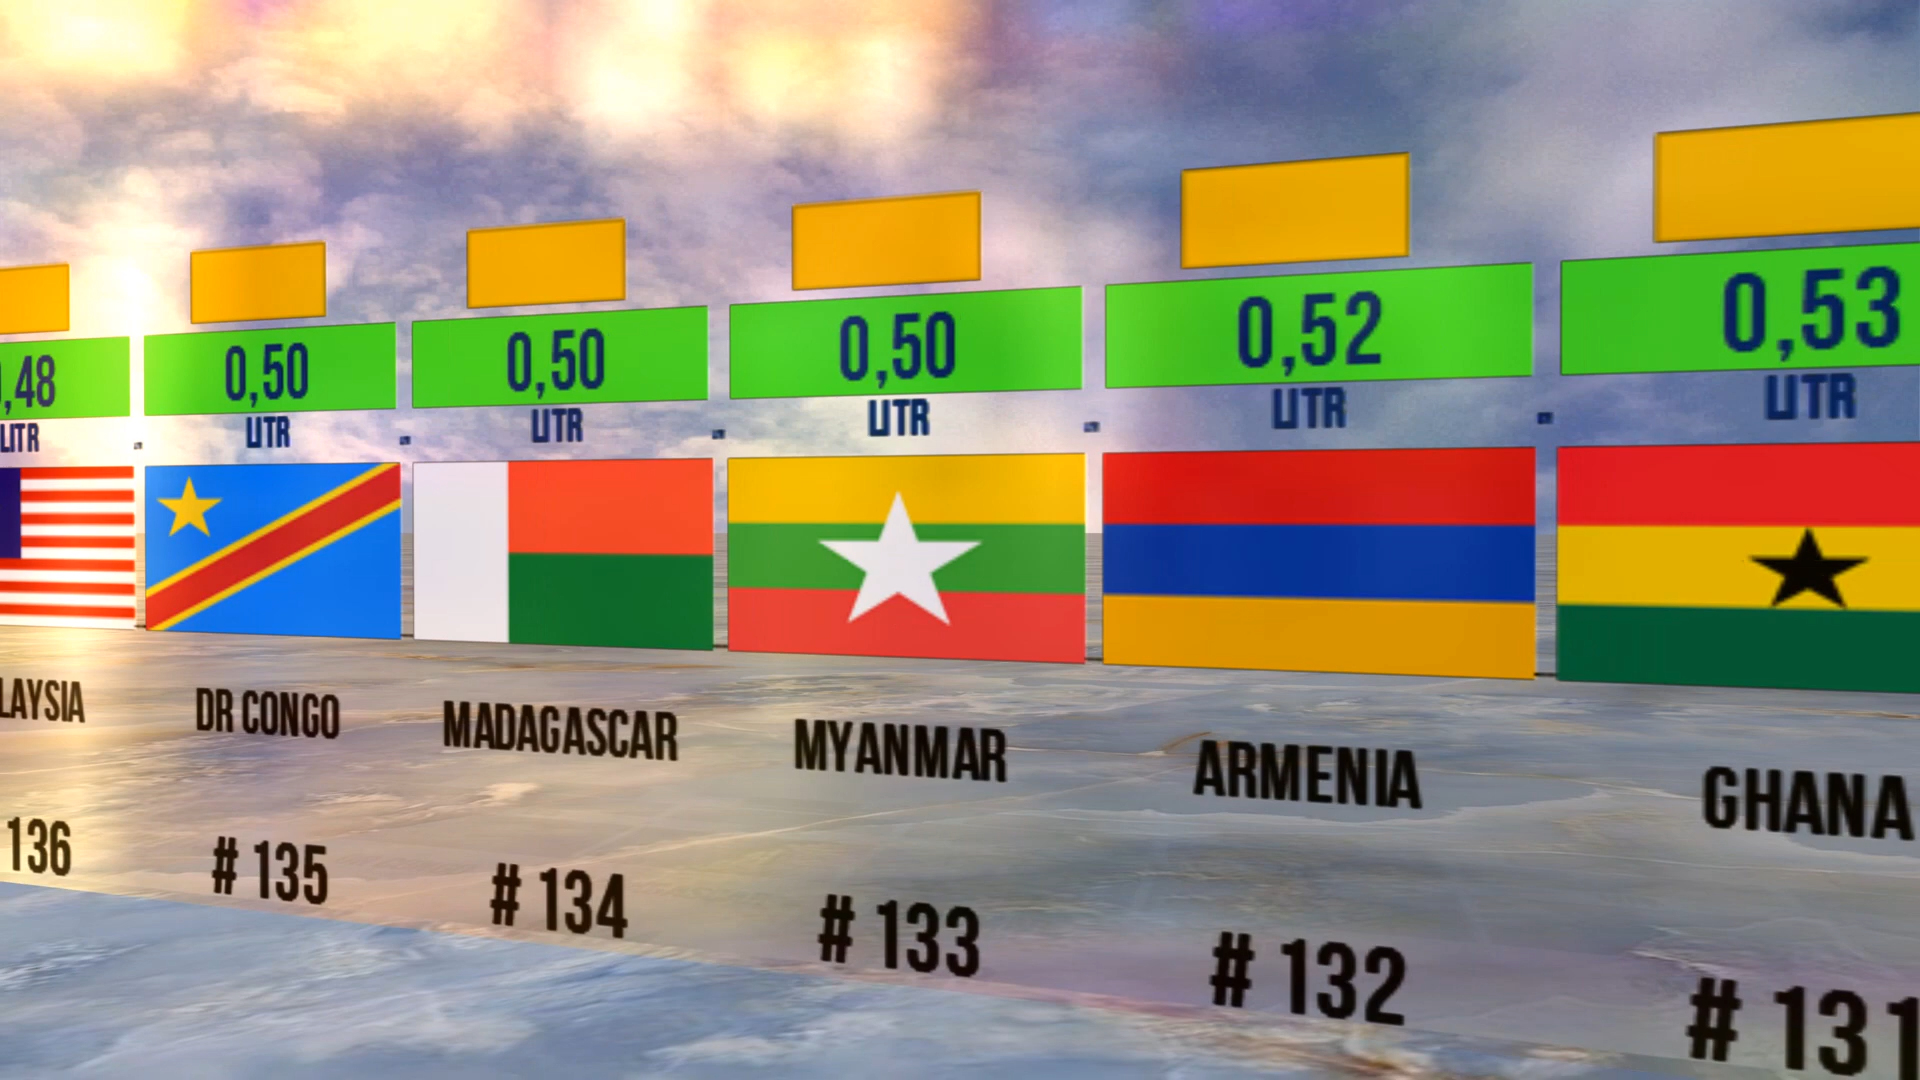 ,48 0,50 0,50 0,50 0,52 0,53
LITR LITR LITR LITR LITR LITR
LAYSIA DR CONGO MADAGASCAR MYANMAR ARMENIA GHANA
136 # 135 # 134 # 133 # 132 # 131